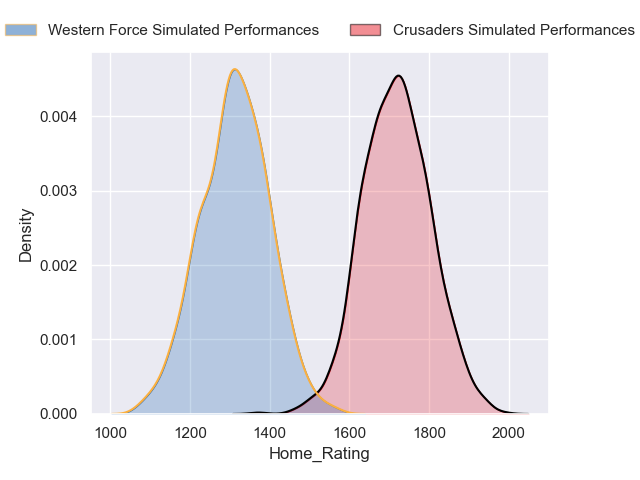 Western Force Simulated Performances
Crusaders Simulated Performances
Density
0.004
0.003
0.002
0.001
0.000
1000 1200 1400 1600 1800 2000
Home_Rating